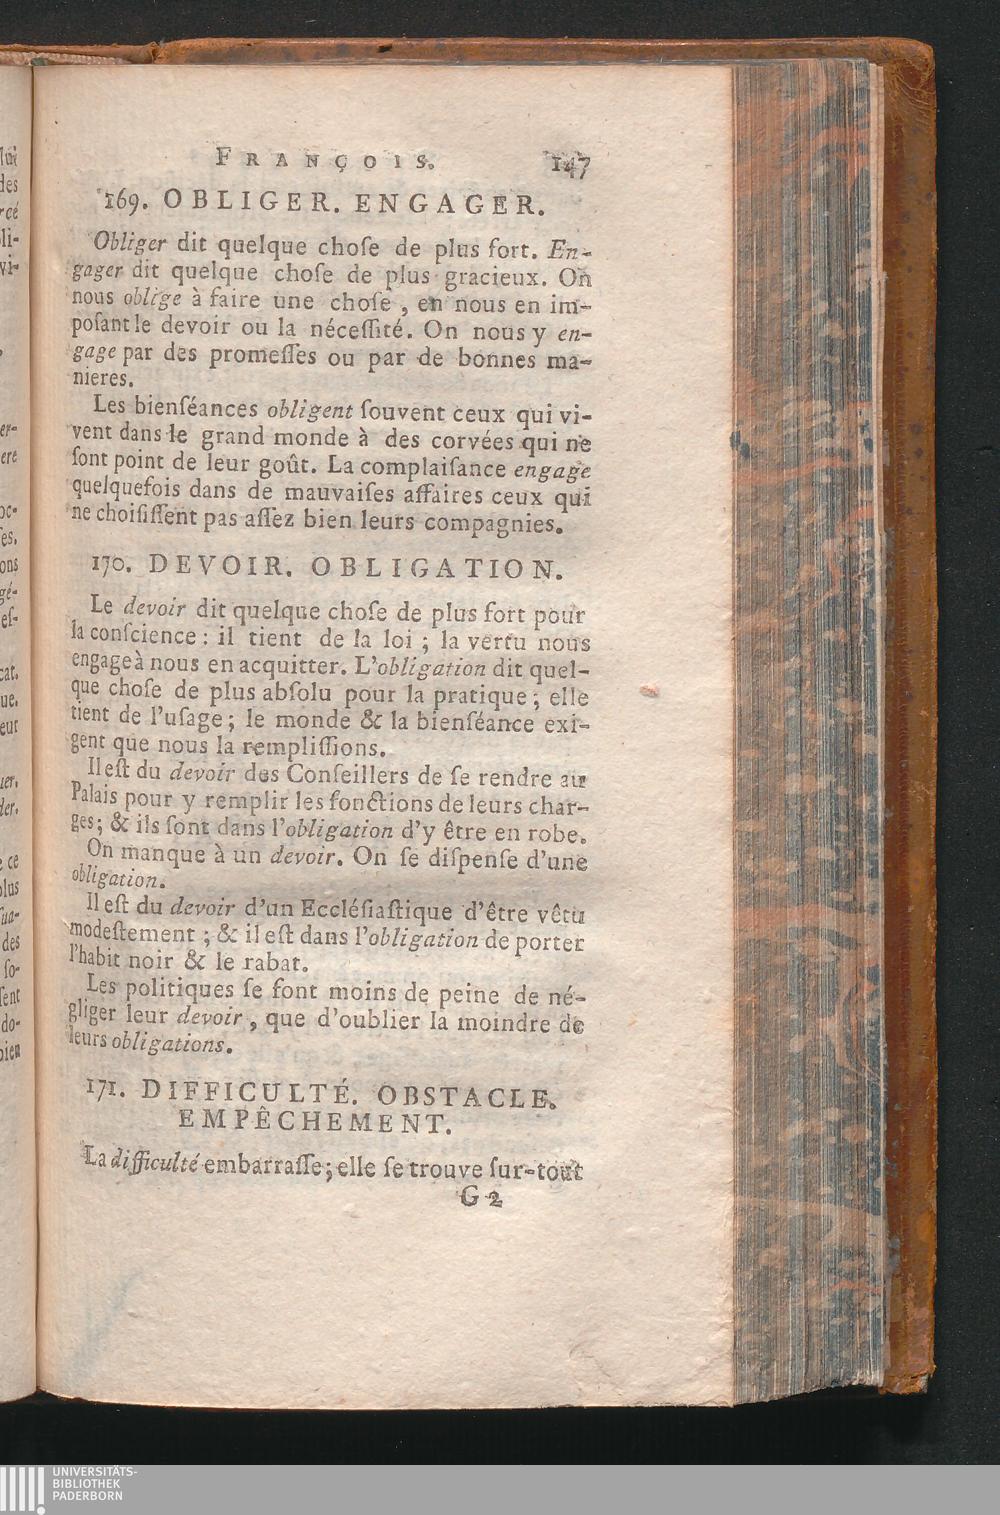 FRANÇOIS. 147
169. OBLIGER. ENGAGER.
Obliger dit quelque choſe de plus fort. En-
gager dit quelque choſe de plus gracieux. On
nous oblige à faire une choſe, en nous en im-
poſant le devoir ou la néceſſité. On nous y en-
gage par des promeſſes ou par de bonnes ma-
nieres.
Les bienſéances obligent ſouvent ceux qui vi-
vent dans le grand monde à des corvées qui ne
ſont point de leur goût. La complaiſance engage
quelquefois dans de mauvaiſes affaires ceux qui
ne choiſiſſent pas aſſez bien leurs compagnies.
170. DEVOIR. OBLIGATION.
Le devoir dit quelque choſe de plus fort pour
la conſcience : il tient de la loi ; la vertu nous
engage à nous en acquitter. L'obligation dit quel-
que choſe de plus abſolu pour la pratique ; elle
tient de l'uſage ; le monde & la bienſéance exi-
gent que nous la rempliſſions.
Il eſt du devoir des Conſeillers de ſe rendre au
Palais pour y remplir les fonctions de leurs char-
ges ; & ils ſont dans l'obligation d'y être en robe.
On manque à un devoir. On ſe diſpenſe d'une
obligation.
Il eſt du devoir d'un Eccléſiaſtique d'être vêtu
modeſtement ; & il eſt dans l'obligation de porter
l'habit noir & le rabat.
Les politiques ſe font moins de peine de né-
gliger leur devoir, que d'oublier la moindre de
leurs obligations.
171. DIFFICULTÉ. OBSTACLE.
EMPÊCHEMENT.
La difficulté embarraſſe ; elle ſe trouve ſur-tout
G 2
UNIVERSITÄTS-
BIBLIOTHEK
PADERBORN